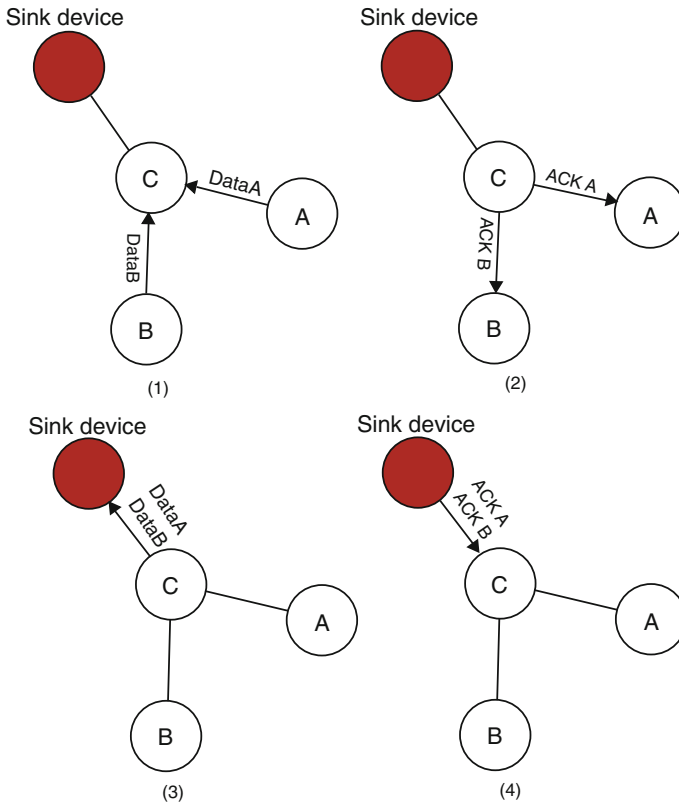 Sink device
C
DataA
A
DataB
B
(1)
Sink device
C
ACK A
A
ACK B
B
(2)
Sink device
DataA
DataB
C
A
B
(3)
Sink device
ACK A
ACK B
C
A
B
(4)